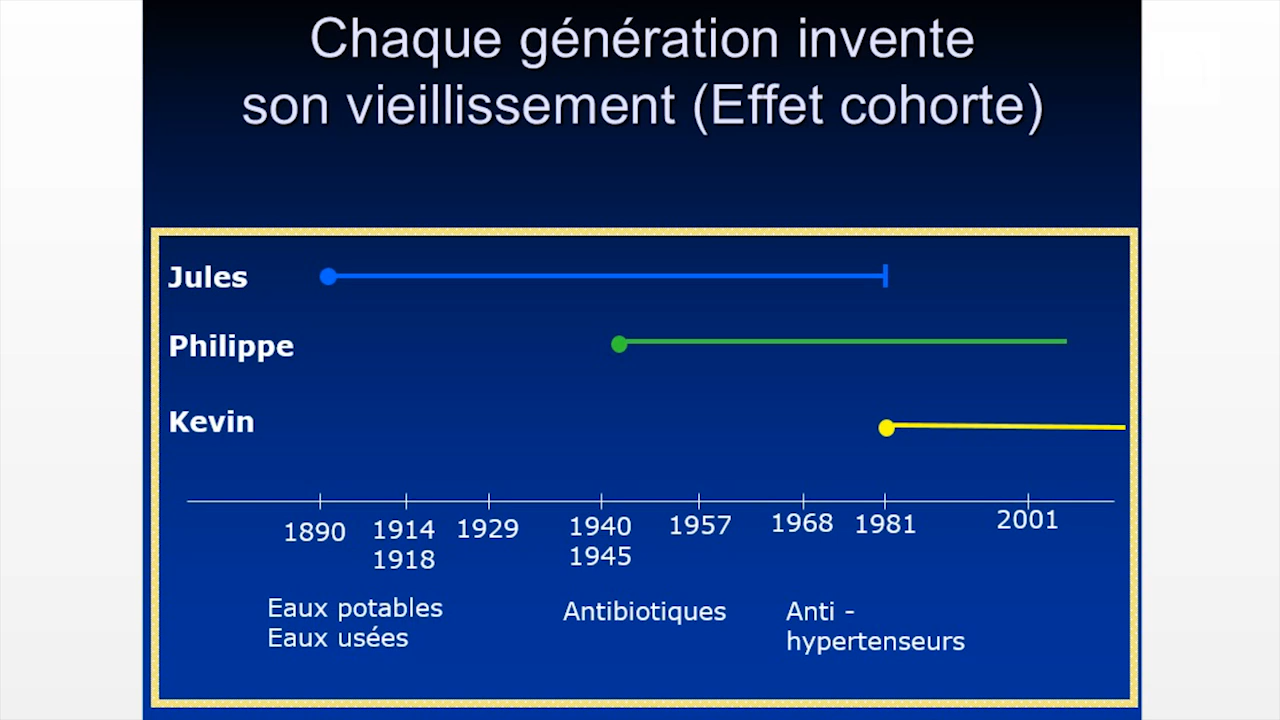 Chaque génération invente
son vieillissement (Effet cohorte)
Jules
Philippe
Kevin
1890
1914
1918
1929
1940
1945
1957
1968
1981
2001
Eaux potables
Eaux usées
Antibiotiques
Anti -
hypertenseurs